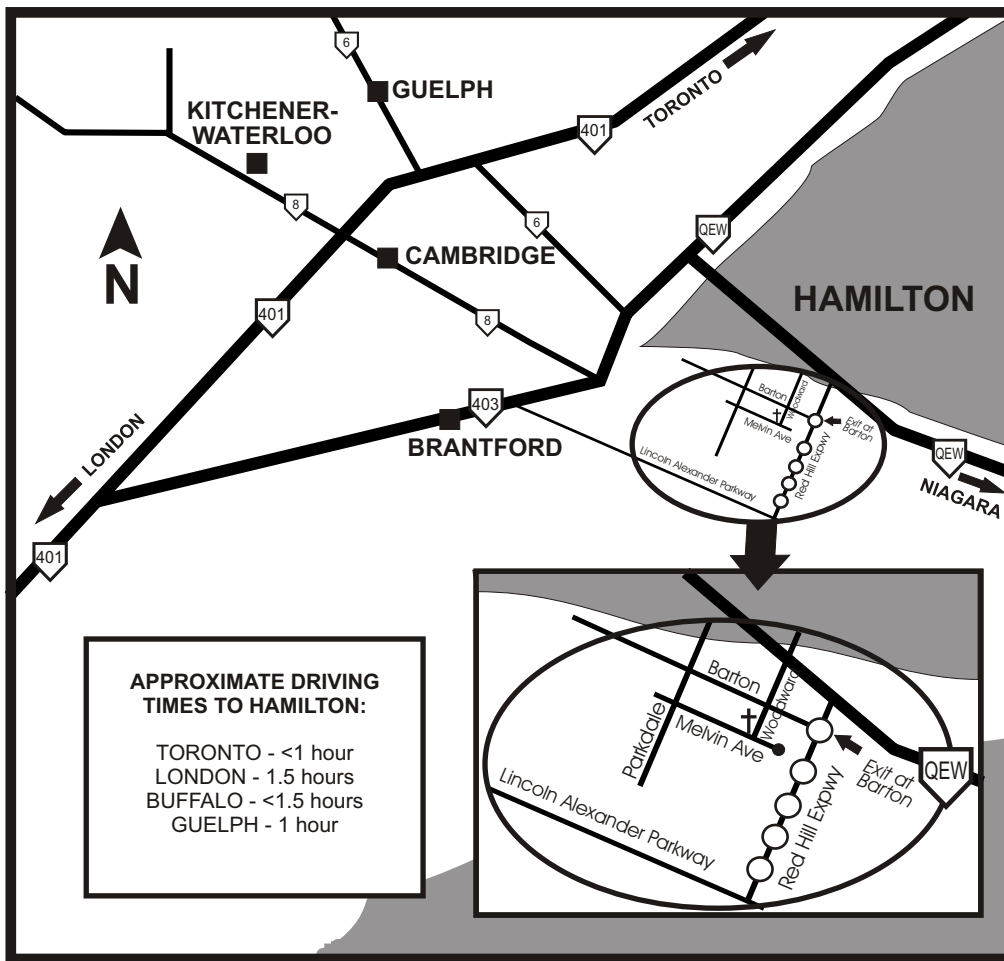 6
GUELPH
KITCHENER-
WATERLOO
401
TORONTO
8
6
QEW
CAMBRIDGE
N
HAMILTON
401
8
403
BRANTFORD
LONDON
401
Barton
Woodward
Melvin Ave
Exit at
Barton
Lincoln Alexander Parkway
Red Hill Expwy
QEW
NIAGARA
APPROXIMATE DRIVING
TIMES TO HAMILTON:
TORONTO - <1 hour
LONDON - 1.5 hours
BUFFALO - <1.5 hours
GUELPH - 1 hour
Barton
Woodward
Parkdale
Melvin Ave
Exit at
Barton
QEW
Lincoln Alexander Parkway
Red Hill Expwy